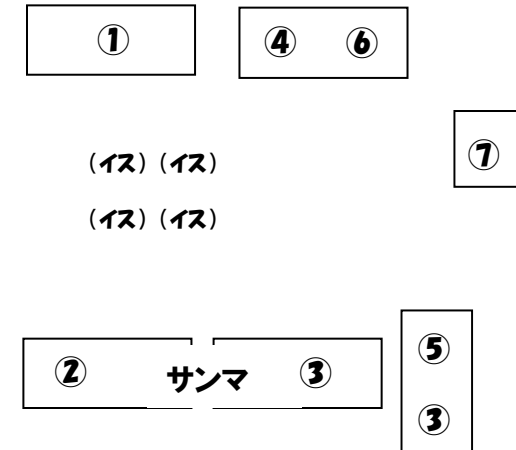 ① ④ ⑥
⑦
（イス）（イス）
（イス）（イス）
⑤
② サンマ ③
③